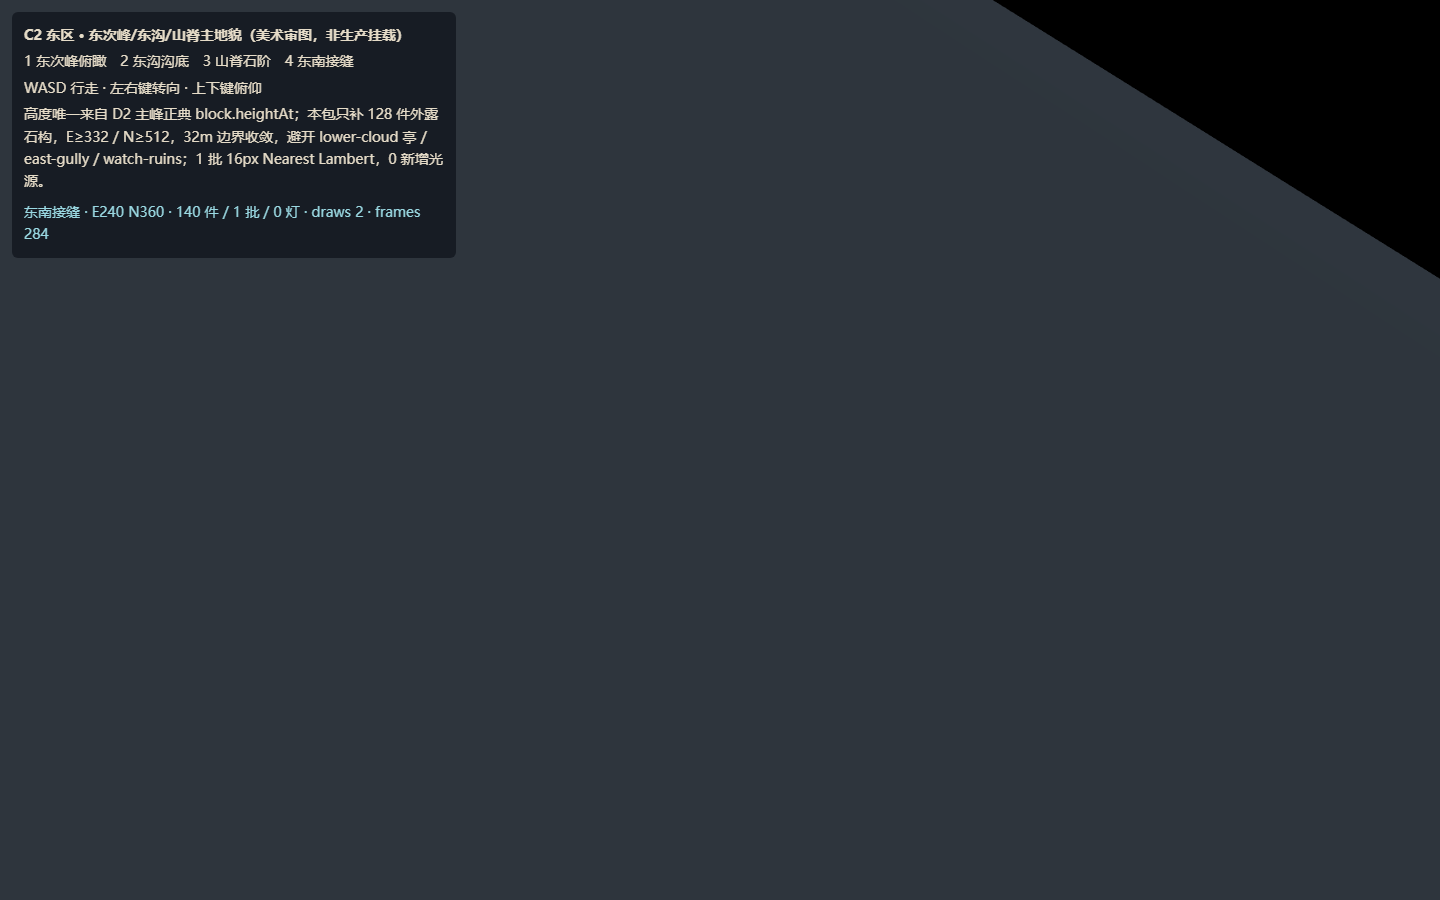 C2 东区 • 东次峰/东沟/山脊主地貌（美术审图，非生产挂载）
1 东次峰俯瞰 2 东沟沟底 3 山脊石阶 4 东南接缝
WASD 行走 · 左右键转向 · 上下键俯仰
高度唯一来自 D2 主峰正典 block.heightAt；本包只补 128 件外露
石构，E≥332 / N≥512，32m 边界收敛，避开 lower-cloud 亭 /
east-gully / watch-ruins；1 批 16px Nearest Lambert，0 新增光
源。
东南接缝 · E240 N360 · 140 件 / 1 批 / 0 灯 · draws 2 · frames
284